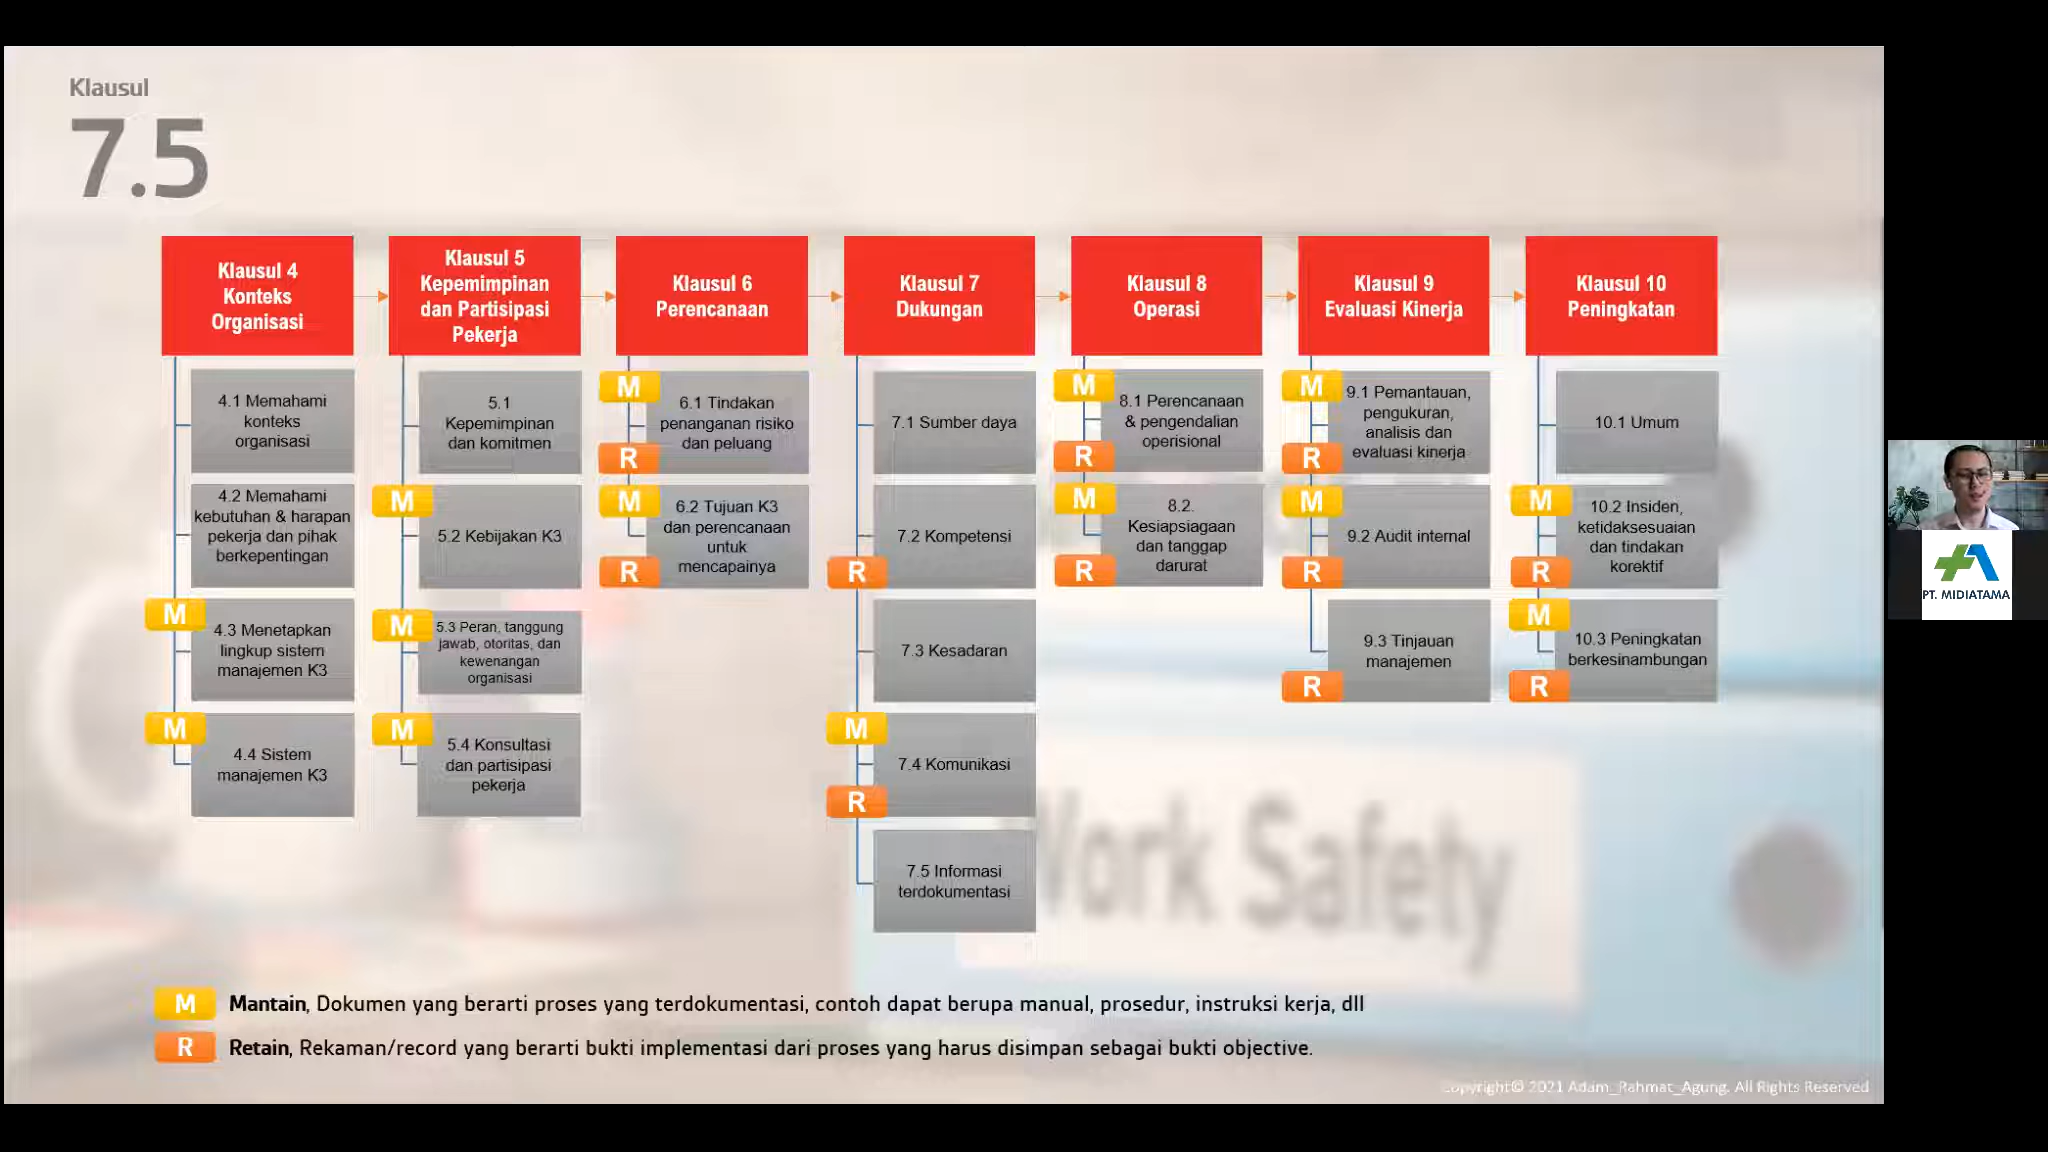 Klausul
7.5
Klausul 4
Konteks
Organisasi
Klausul 5
Kepemimpinan
dan Partisipasi
Pekerja
Klausul 6
Perencanaan
Klausul 7
Dukungan
Klausul 8
Operasi
Klausul 9
Evaluasi Kinerja
Klausul 10
Peningkatan
4.1 Memahami
konteks
organisasi
4.2 Memahami
kebutuhan & harapan
pekerja dan pihak
berkepentingan
M
4.3 Menetapkan
lingkup sistem
manajemen K3
M
4.4 Sistem
manajemen K3
5.1
Kepemimpinan
dan komitmen
M
5.2 Kebijakan K3
M
5.3 Peran, tanggung
jawab, otoritas, dan
kewenangan
organisasi
M
5.4 Konsultasi
dan partisipasi
pekerja
M
6.1 Tindakan
penanganan risiko
dan peluang
R
M
6.2 Tujuan K3
dan perencanaan
untuk
mencapainya
R
7.1 Sumber daya
7.2 Kompetensi
R
7.3 Kesadaran
M
7.4 Komunikasi
R
7.5 Informasi
terdokumentasi
M
8.1 Perencanaan
& pengendalian
operisional
R
M
8.2.
Kesiapsiagaan
dan tanggap
darurat
R
M
9.1 Pemantauan,
pengukuran,
analisis dan
evaluasi kinerja
R
M
9.2 Audit internal
R
9.3 Tinjauan
manajemen
R
10.1 Umum
M
10.2 Insiden,
ketidaksesuaian
dan tindakan
korektif
R
M
10.3 Peningkatan
berkesinambungan
R
Work Safety
M Mantain, Dokumen yang berarti proses yang terdokumentasi, contoh dapat berupa manual, prosedur, instruksi kerja, dll
R Retain, Rekaman/record yang berarti bukti implementasi dari proses yang harus disimpan sebagai bukti objective.
Copyright© 2021 Adam_Rahmat_Agung. All Rights Reserved
PT. MIDIATAMA